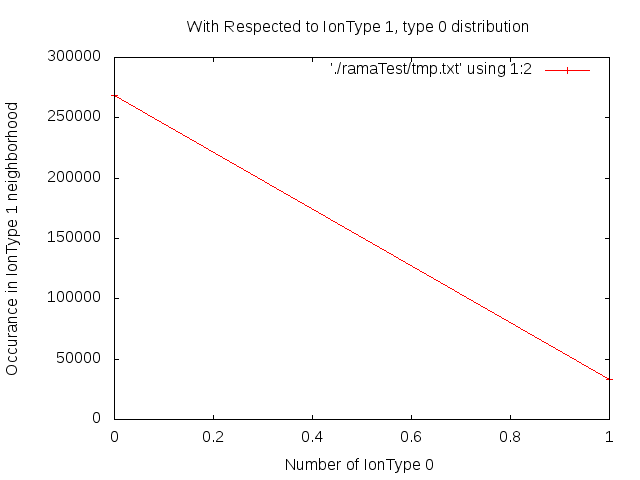 With Respected to IonType 1, type 0 distribution
'./ramaTest/tmp.txt' using 1:2
300000
250000
200000
150000
100000
50000
0
Occurance in IonType 1 neighborhood
0 0.2 0.4 0.6 0.8 1
Number of IonType 0